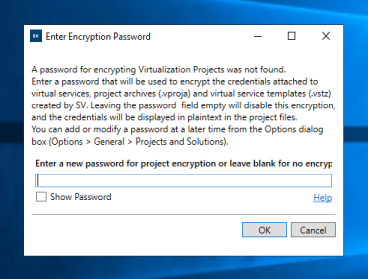 SV Enter Encryption Password
A password for encrypting Virtualization Projects was not found.
Enter a password that will be used to encrypt the credentials attached to
virtual services, project archives (.vproja) and virtual service templates (.vstz)
created by SV. Leaving the password field empty will disable this encryption,
and the credentials will be displayed in plaintext in the project files.
You can add or modify a password at a later time from the Options dialog
box (Options > General > Projects and Solutions).
Enter a new password for project encryption or leave blank for no encryp
Show Password
Help
OK Cancel